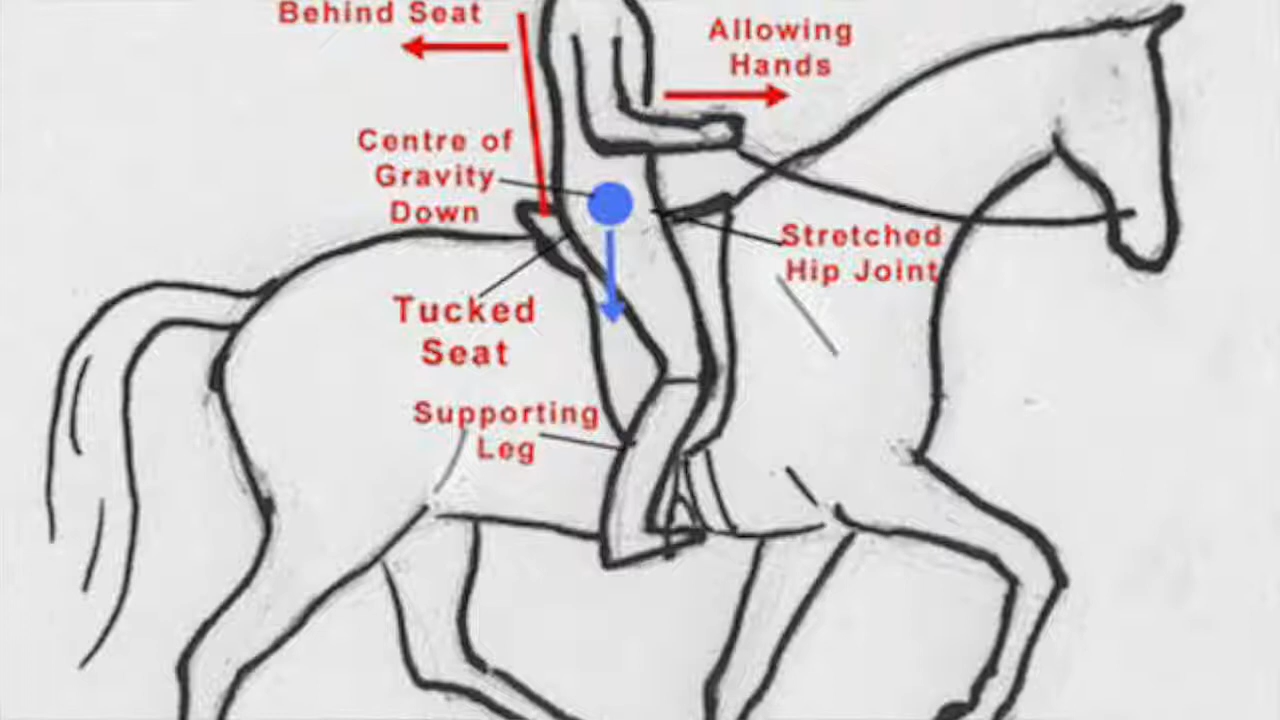 Behind Seat
Allowing
Hands
Centre of
Gravity
Down
Stretched
Hip Joint
Tucked
Seat
Supporting
Leg